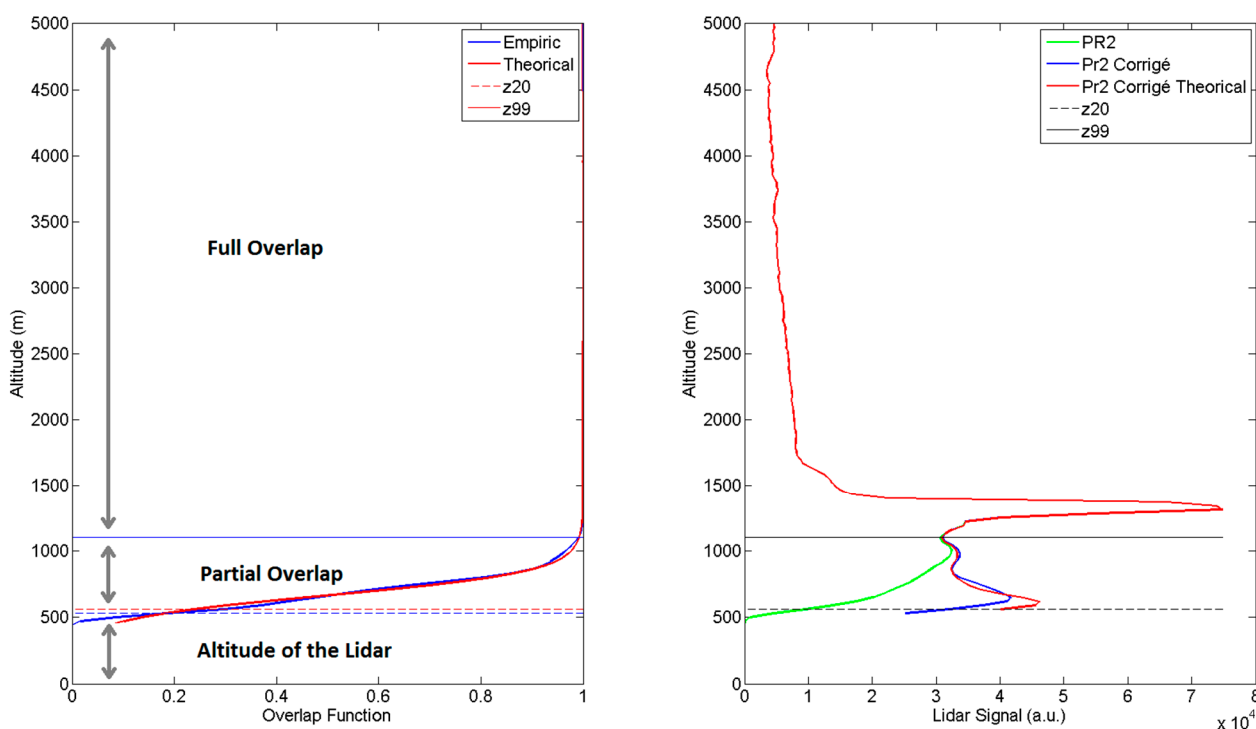 5000
4500
4000
3500
3000
2500
2000
1500
1000
500
0
Altitude (m)
Empiric
Theorical
z20
z99
Full Overlap
Partial Overlap
Altitude of the Lidar
0
0.2
0.4
0.6
0.8
1
Overlap Function
5000
4500
4000
3500
3000
2500
2000
1500
1000
500
0
Altitude (m)
PR2
Pr2 Corrigé
Pr2 Corrigé Theorical
z20
z99
0
1
2
3
4
5
6
7
8
Lidar Signal (a.u.)
x 10^4